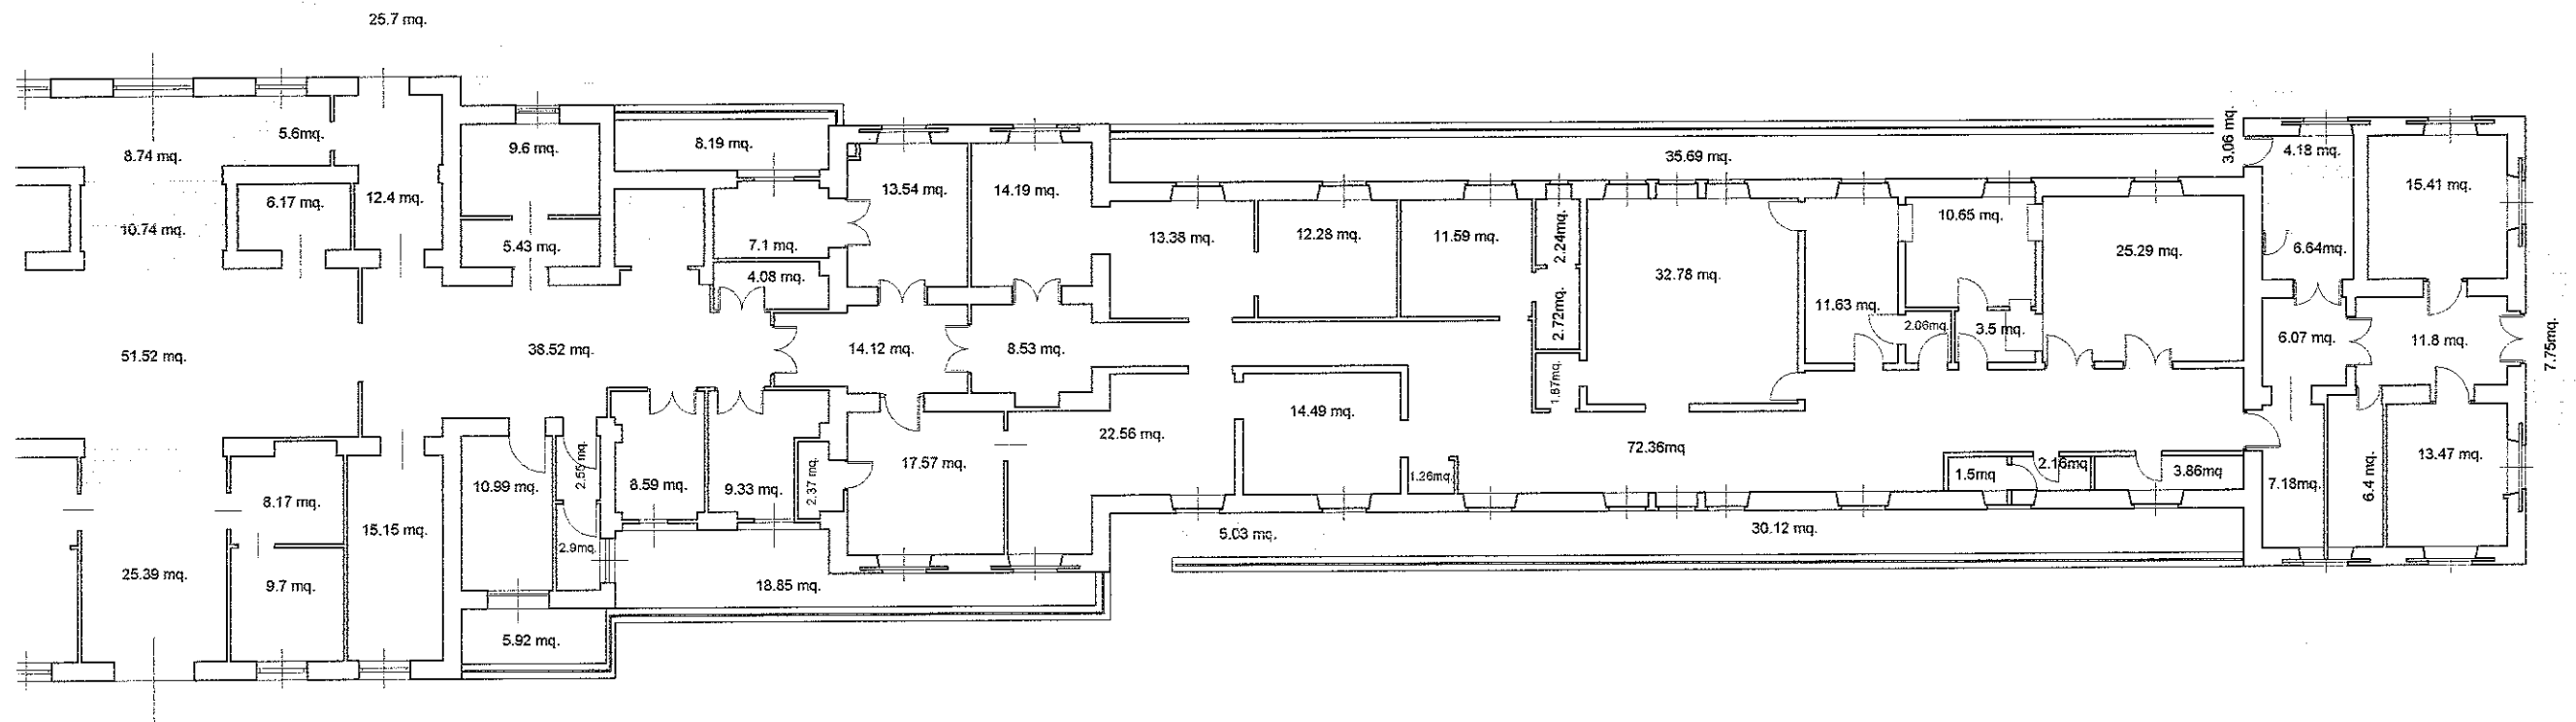 25.7 mq.
5.6mq.
8.74 mq.
9.6 mq.
8.19 mq.
35.69 mq.
3.06 mq.
4.18 mq.
12.4 mq.
6.17 mq.
13.54 mq.
14.19 mq.
15.41 mq.
10.74 mq.
5.43 mq.
7.1 mq.
13.38 mq.
12.28 mq.
11.59 mq.
2.24mq.
10.65 mq.
25.29 mq.
6.64mq.
4.08 mq.
32.78 mq.
11.63 mq.
2.72mq.
2.06mq.
3.5 mq.
51.52 mq.
38.52 mq.
14.12 mq.
8.53 mq.
6.07 mq.
11.8 mq.
7.75mq.
1.87mq.
14.49 mq.
22.56 mq.
72.36mq
17.57 mq.
2.55 mq.
10.99 mq.
8.59 mq.
9.33 mq.
2.37 mq.
1.26mq.
1.5mq
2.16mq
3.86mq.
7.18mq.
6.4 mq.
13.47 mq.
8.17 mq.
15.15 mq.
2.9mq.
5.03 mq.
30.12 mq.
25.39 mq.
9.7 mq.
18.85 mq.
5.92 mq.